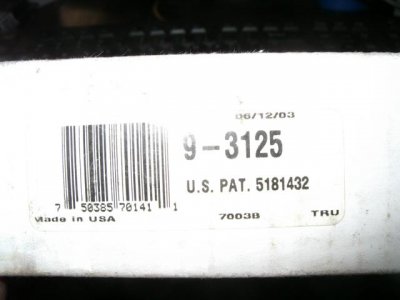 06/12/03
9-3125
U.S. PAT. 5181432
7 50385 70141 1
Made in USA 7003B TRU